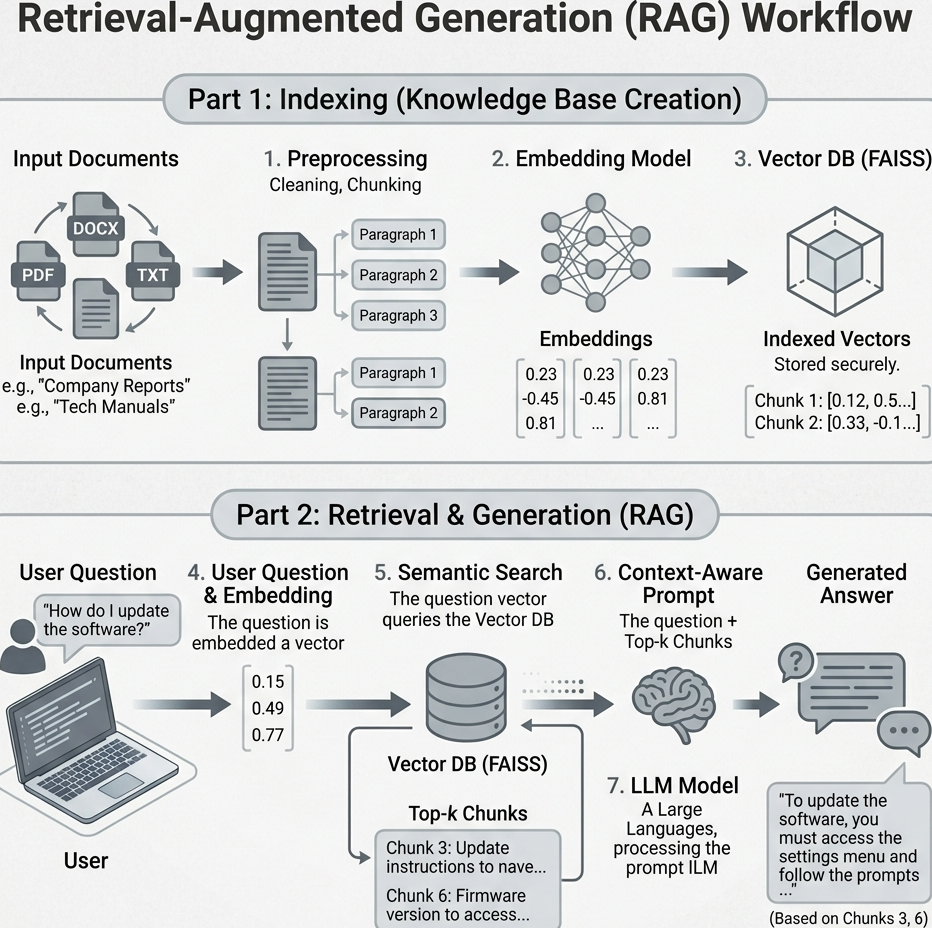 Retrieval-Augmented Generation (RAG) Workflow
Part 1: Indexing (Knowledge Base Creation)
Input Documents
DOCX
PDF
TXT
Input Documents
e.g., "Company Reports"
e.g., "Tech Manuals"
1. Preprocessing
Cleaning, Chunking
Paragraph 1
Paragraph 2
Paragraph 3
Paragraph 1
Paragraph 2
2. Embedding Model
Embeddings
0.23 0.23 0.23
-0.45 -0.45 0.81
0.81 ... ...
3. Vector DB (FAISS)
Indexed Vectors
Stored securely.
Chunk 1: [0.12, 0.5...]
Chunk 2: [0.33, -0.1...]
Part 2: Retrieval & Generation (RAG)
User Question
"How do I update
the software?"
User
4. User Question
& Embedding
The question is
embedded a vector
0.15
0.49
0.77
5. Semantic Search
The question vector
queries the Vector DB
Vector DB (FAISS)
Top-k Chunks
Chunk 3: Update
instructions to nave...
Chunk 6: Firmware
version to access...
6. Context-Aware
Prompt
The question +
Top-k Chunks
7. LLM Model
A Large
Languages,
processing the
prompt ILM
Generated
Answer
?
"To update the
software, you
must access the
settings menu and
follow the prompts
..."
(Based on Chunks 3, 6)